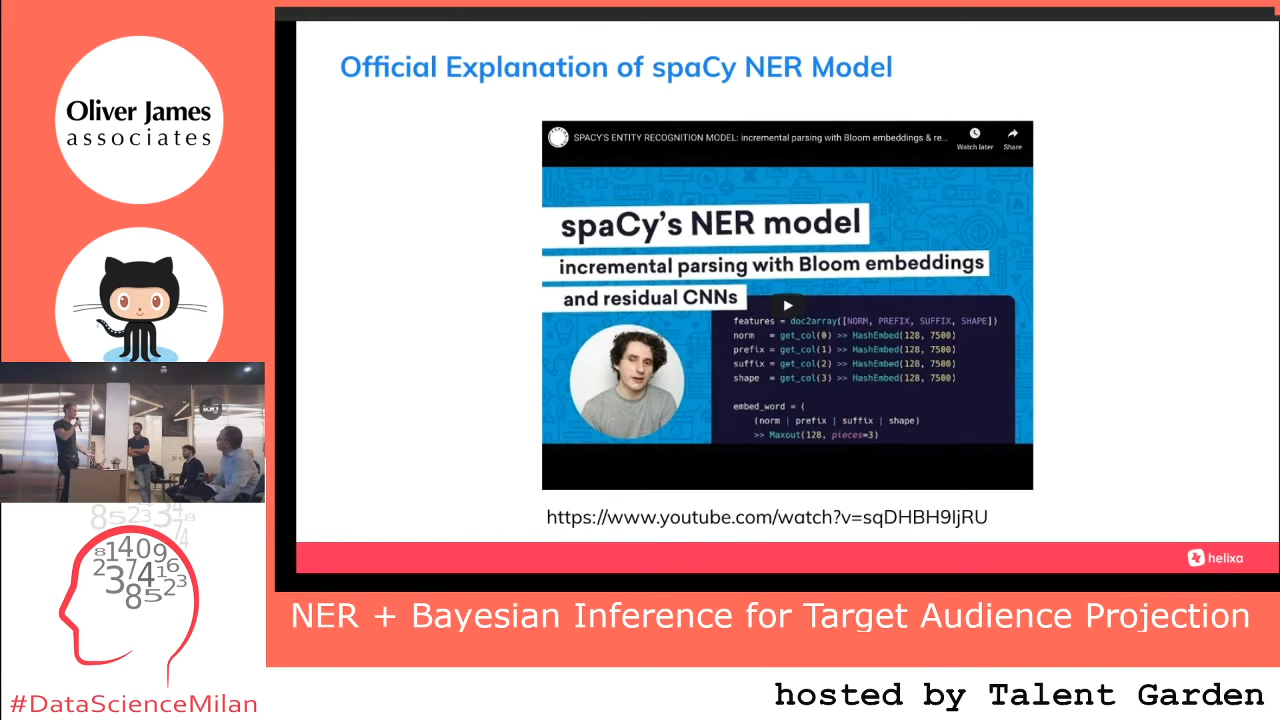 Oliver James
associates
Official Explanation of spaCy NER Model
SPACY'S ENTITY RECOGNITION MODEL: incremental parsing with Bloom embeddings & re...
Watch later
Share
spaCy's NER model
incremental parsing with Bloom embeddings
and residual CNNs
features = doc2array([NORM, PREFIX, SUFFIX, SHAPE])
norm = get_col(0) >> HashEmbed(128, 7500)
prefix = get_col(1) >> HashEmbed(128, 7500)
suffix = get_col(2) >> HashEmbed(128, 7500)
shape = get_col(3) >> HashEmbed(128, 7500)
embed_word = (
(norm | prefix | suffix | shape)
>> Maxout(128, pieces=3)
https://www.youtube.com/watch?v=sqDHBH9IjRU
helixa
NER + Bayesian Inference for Target Audience Projection
#DataScienceMilan
hosted by Talent Garden